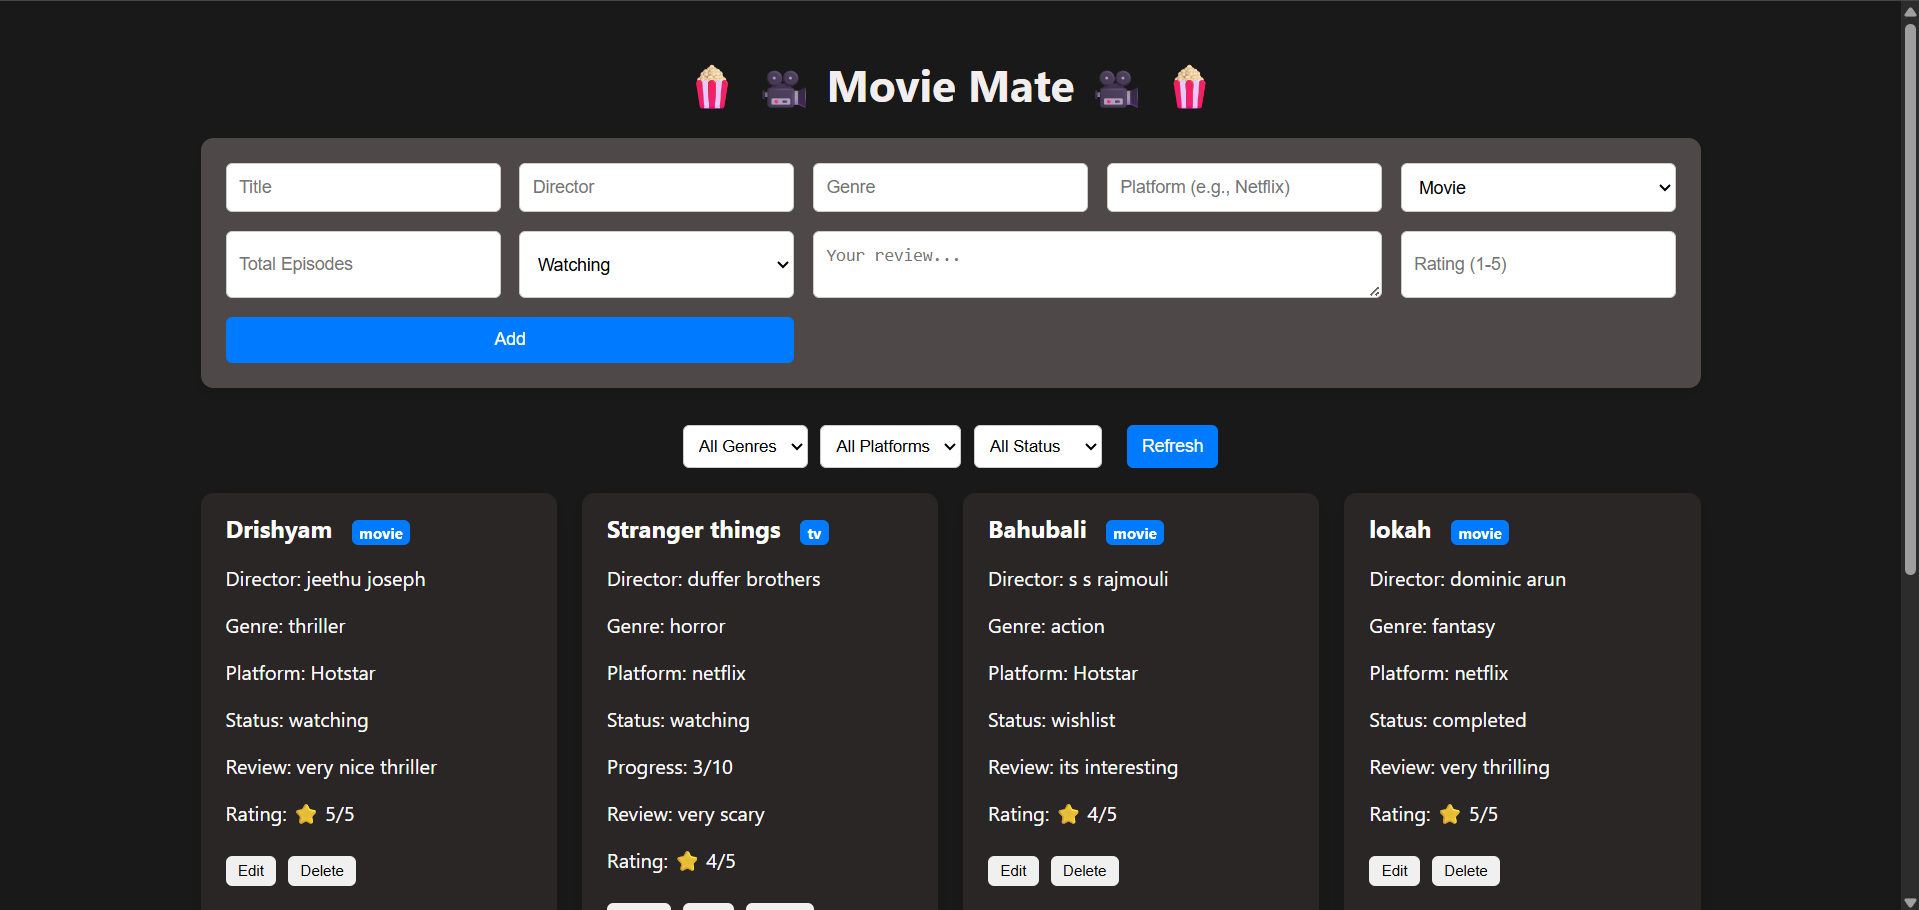 Movie Mate
Title
Director
Genre
Platform (e.g., Netflix)
Movie
Total Episodes
Watching
Your review...
Rating (1-5)
Add
All Genres
All Platforms
All Status
Refresh
Drishyam movie
Director: jeethu joseph
Genre: thriller
Platform: Hotstar
Status: watching
Review: very nice thriller
Rating: ⭐ 5/5
Edit
Delete
Stranger things tv
Director: duffer brothers
Genre: horror
Platform: netflix
Status: watching
Progress: 3/10
Review: very scary
Rating: ⭐ 4/5
Bahubali movie
Director: s s rajmouli
Genre: action
Platform: Hotstar
Status: wishlist
Review: its interesting
Rating: ⭐ 4/5
Edit
Delete
lokah movie
Director: dominic arun
Genre: fantasy
Platform: netflix
Status: completed
Review: very thrilling
Rating: ⭐ 5/5
Edit
Delete